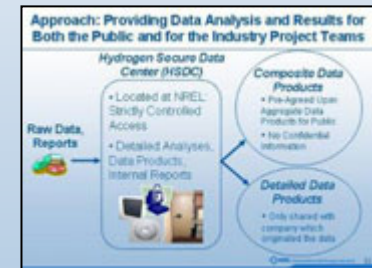 Approach: Providing Data Analysis and Results for
Both the Public and for the Industry Project Teams
Hydrogen Secure Data
Center (HSDC)
• Located at NREL:
Strictly Controlled
Access
• Detailed Analyses,
Data Products,
Internal Reports
Raw Data,
Reports
Composite Data
Products
• Pre-Agreed Upon
Aggregate Data
Products for Public
• No Confidential
Information
Detailed Data
Products
• Only shared with
company which
originated the data